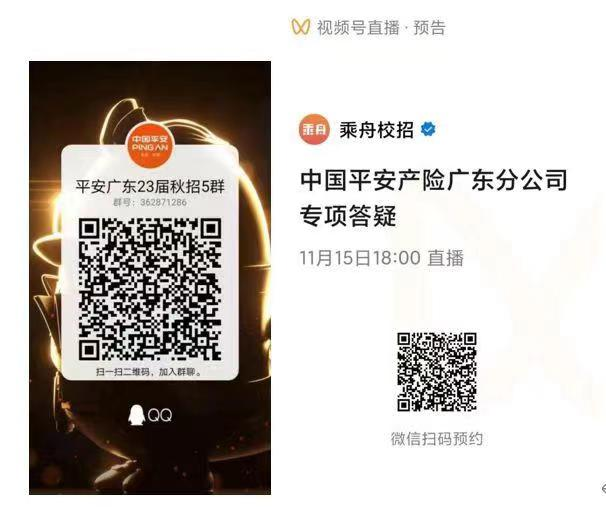 视频号直播 · 预告
中国平安
PING AN
平安广东23届秋招5群
群号：362871286
扫一扫二维码，加入群聊。
QQ
乘舟
乘舟校招
中国平安产险广东分公司
专项答疑
11月15日18:00 直播
微信扫码预约